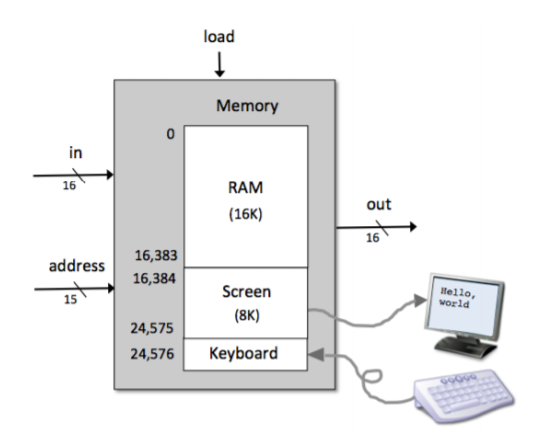 load
Memory
0
in
16
RAM
(16K)
out
16
16,383
address
15
16,384
Screen
(8K)
Hello,
world
24,575
24,576
Keyboard